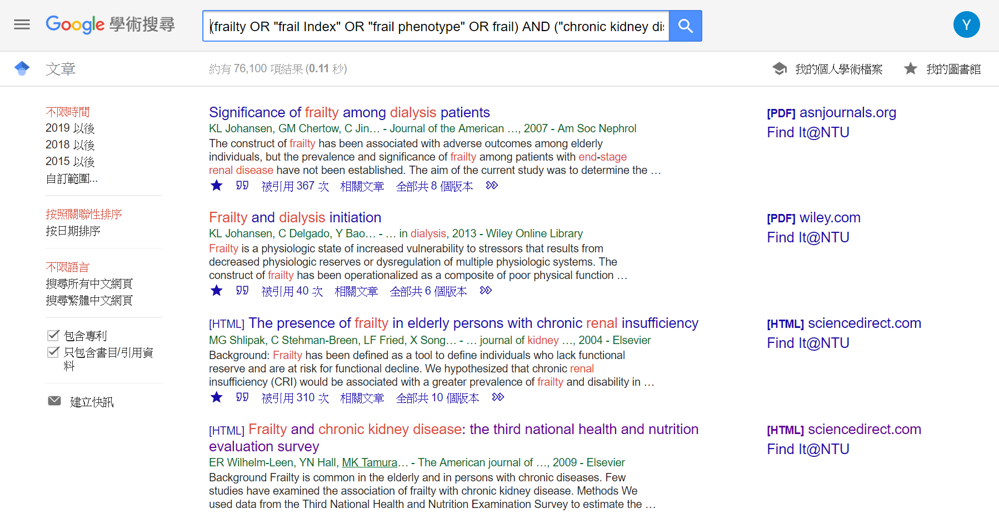 Google 學術搜尋
(frailty OR "frail Index" OR "frail phenotype" OR frail) AND ("chronic kidney dis
Y
文章
約有 76,100 項結果 (0.11 秒)
我的個人學術檔案
我的圖書館
不限時間
2019 以後
2018 以後
2015 以後
自訂範圍...
按照關聯性排序
按日期排序
不限語言
搜尋所有中文網頁
搜尋繁體中文網頁
包含專利
只包含書目/引用資
料
建立快訊
Significance of frailty among dialysis patients
KL Johansen, GM Chertow, C Jin… - Journal of the American …, 2007 - Am Soc Nephrol
The construct of frailty has been associated with adverse outcomes among elderly
individuals, but the prevalence and significance of frailty among patients with end-stage
renal disease have not been established. The aim of the current study was to determine the …
被引用 367 次 相關文章 全部共 8 個版本
[PDF] asnjournals.org
Find It@NTU
Frailty and dialysis initiation
KL Johansen, C Delgado, Y Bao… - … in dialysis, 2013 - Wiley Online Library
Frailty is a physiologic state of increased vulnerability to stressors that results from
decreased physiologic reserves or dysregulation of multiple physiologic systems. The
construct of frailty has been operationalized as a composite of poor physical function …
被引用 40 次 相關文章 全部共 6 個版本
[PDF] wiley.com
Find It@NTU
[HTML] The presence of frailty in elderly persons with chronic renal insufficiency
MG Shlipak, C Stehman-Breen, LF Fried, X Song… - … journal of kidney …, 2004 - Elsevier
Background: Frailty has been defined as a tool to define individuals who lack functional
reserve and are at risk for functional decline. We hypothesized that chronic renal
insufficiency (CRI) would be associated with a greater prevalence of frailty and disability in …
被引用 310 次 相關文章 全部共 10 個版本
[HTML] sciencedirect.com
Find It@NTU
[HTML] Frailty and chronic kidney disease: the third national health and nutrition
evaluation survey
ER Wilhelm-Leen, YN Hall, MK Tamura… - The American journal of …, 2009 - Elsevier
Background Frailty is common in the elderly and in persons with chronic diseases. Few
studies have examined the association of frailty with chronic kidney disease. Methods We
used data from the Third National Health and Nutrition Examination Survey to estimate the …
[HTML] sciencedirect.com
Find It@NTU